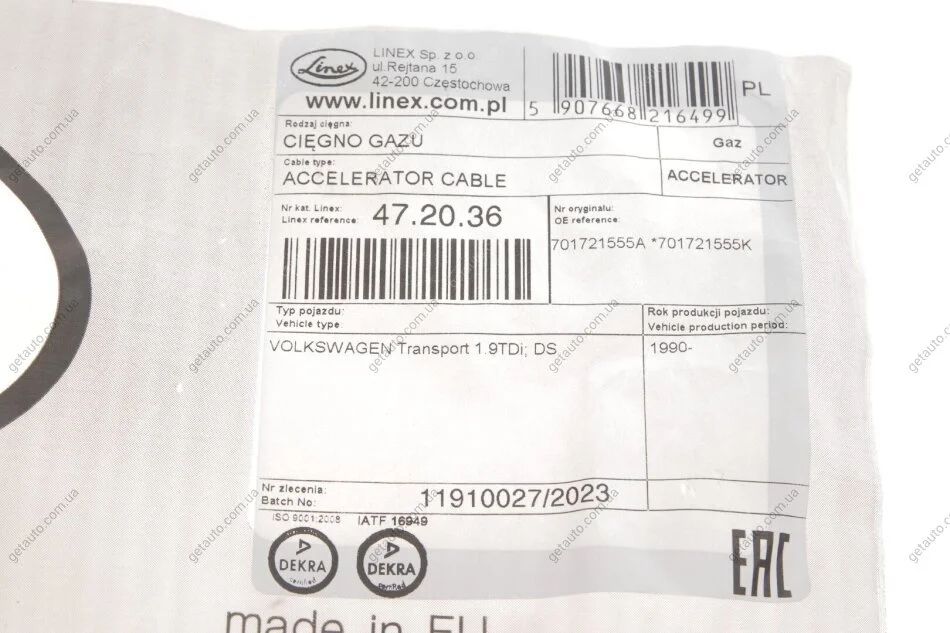 Linex
LINEX Sp. z o.o.
ul.Rejtana 15
42-200 Częstochowa
www.linex.com.pl
5 907668 216499
PL
Rodzaj cięgna:
CIĘGNO GAZU
Gaz
Cable type:
ACCELERATOR CABLE
ACCELERATOR
Nr kat. Linex:
Linex reference:
47.20.36
Nr oryginalu:
OE reference:
701721555A *701721555K
Typ pojazdu:
Vehicle type
Rok produkcji pojazdu:
Vehicle production period:
VOLKSWAGEN Transport 1.9TDi; DS
1990-
Nr zlecenia:
Batch No:
11910027/2023
ISO 9001:2008
IATF 16949
DEKRA
certified
DEKRA
certified
EAC
made in EU
getauto.com.ua